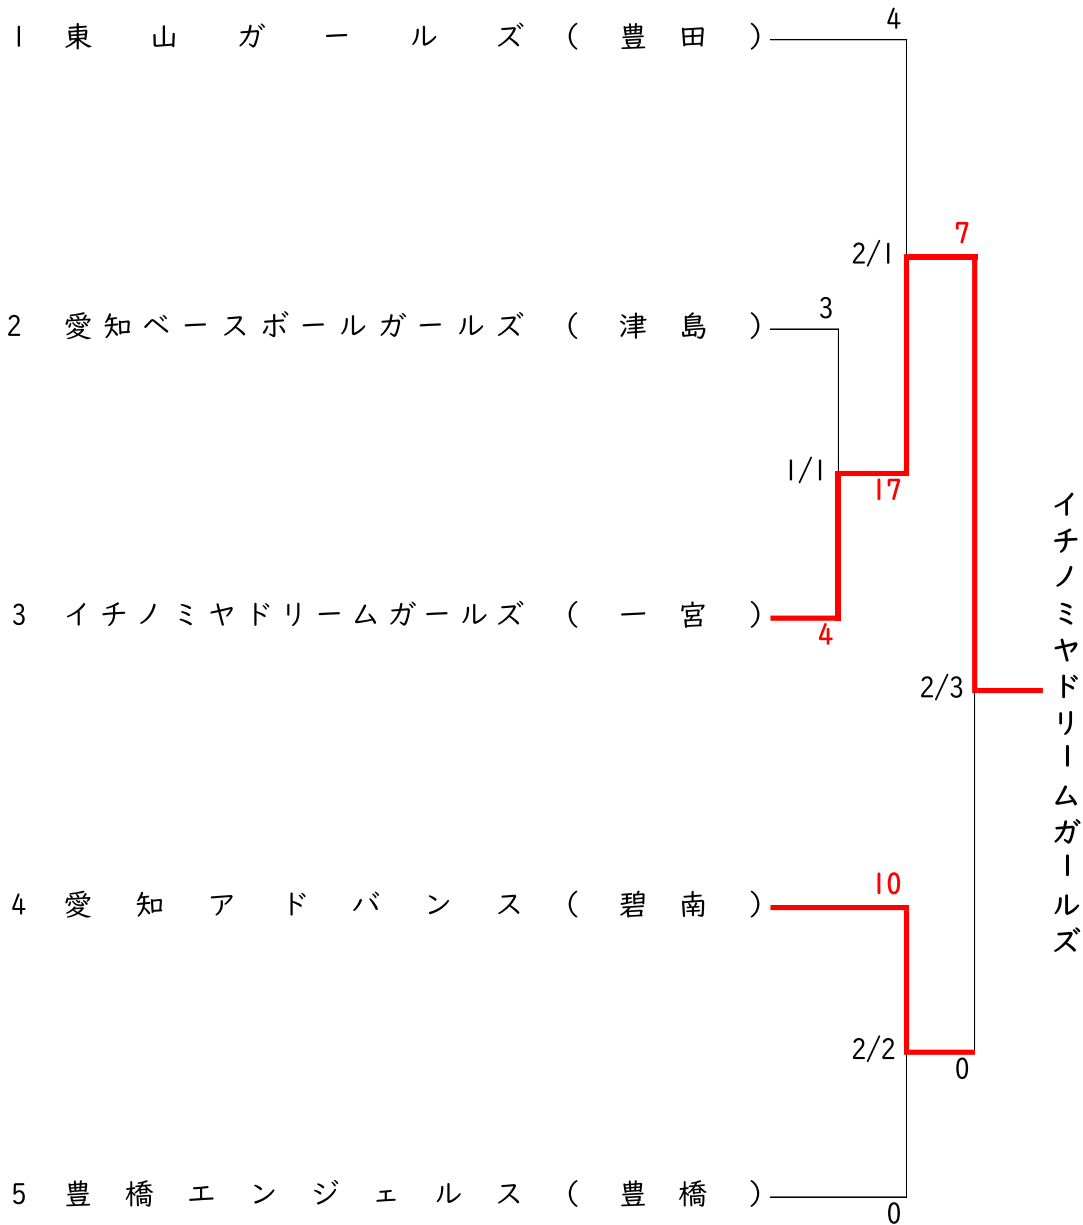 1 東山ガールズ(豊田)
4
7
2/1
2 愛知ベースボールガールズ(津島)
3
1/1
17
3 イチノミヤドリームガールズ(一宮)
4
2/3
イチノミヤドリームガールズ
4 愛知アドバンス(碧南)
10
2/2
0
5 豊橋エンジェルス(豊橋)
0